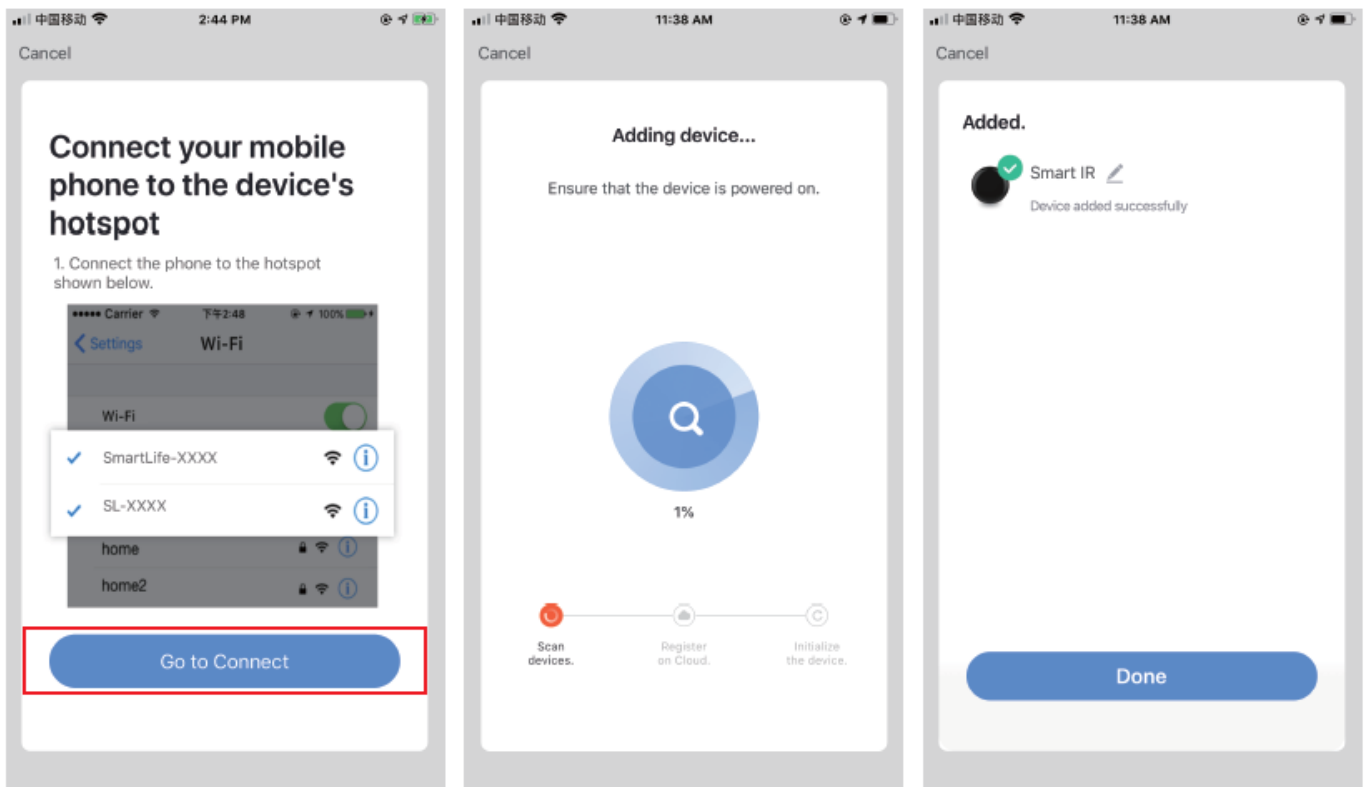 中国移动 2:44 PM
Cancel
Connect your mobile
phone to the device's
hotspot
1. Connect the phone to the hotspot
shown below.
Carrier 下午2:48 100%
Settings Wi-Fi
Wi-Fi
SmartLife-XXXX
SL-XXXX
home
home2
Go to Connect
中国移动 11:38 AM
Cancel
Adding device...
Ensure that the device is powered on.
1%
Scan
devices.
Register
on Cloud.
Initialize
the device.
中国移动 11:38 AM
Cancel
Added.
Smart IR
Device added successfully
Done